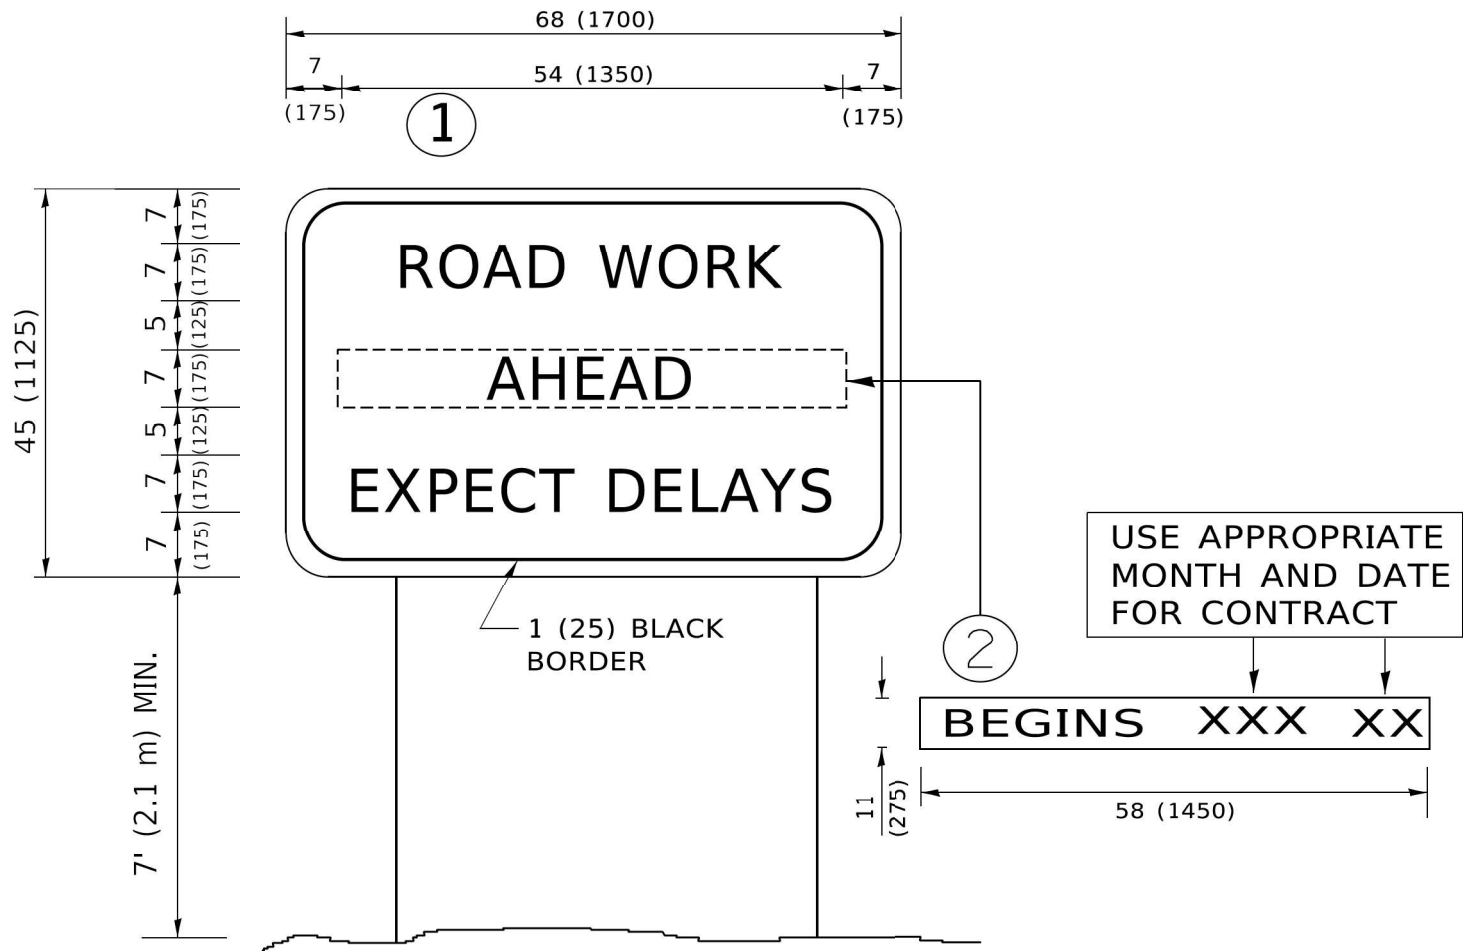 68 (1700)
7
54 (1350)
7
(175)
(175)
1
7
(175)
7
(175)
5
(125)
7
(175)
5
(125)
7
(175)
7
(175)
45 (1125)
ROAD WORK
AHEAD
EXPECT DELAYS
1 (25) BLACK
BORDER
7' (2.1 m) MIN.
USE APPROPRIATE
MONTH AND DATE
FOR CONTRACT
2
BEGINS XXX XX
11
(275)
58 (1450)